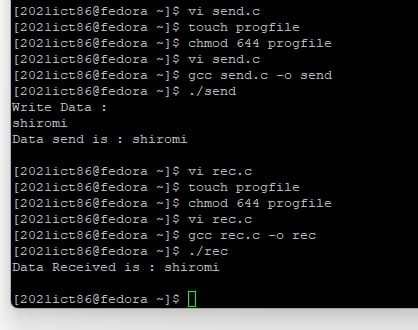 [2021ict86@fedora ~]$ vi send.c
[2021ict86@fedora ~]$ touch progfile
[2021ict86@fedora ~]$ chmod 644 progfile
[2021ict86@fedora ~]$ vi send.c
[2021ict86@fedora ~]$ gcc send.c -o send
[2021ict86@fedora ~]$ ./send
Write Data :
shiromi
Data send is : shiromi
[2021ict86@fedora ~]$ vi rec.c
[2021ict86@fedora ~]$ touch progfile
[2021ict86@fedora ~]$ chmod 644 progfile
[2021ict86@fedora ~]$ vi rec.c
[2021ict86@fedora ~]$ gcc rec.c -o rec
[2021ict86@fedora ~]$ ./rec
Data Received is : shiromi
[2021ict86@fedora ~]$